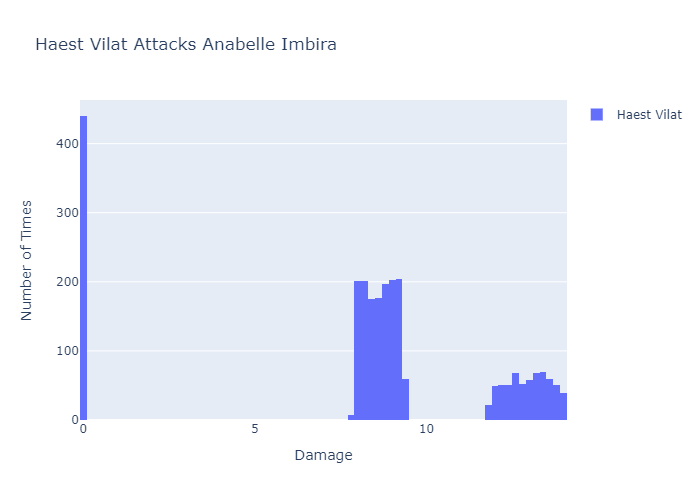 Haest Vilat Attacks Anabelle Imbira
Haest Vilat
400
300
200
100
0
Number of Times
0 5 10
Damage